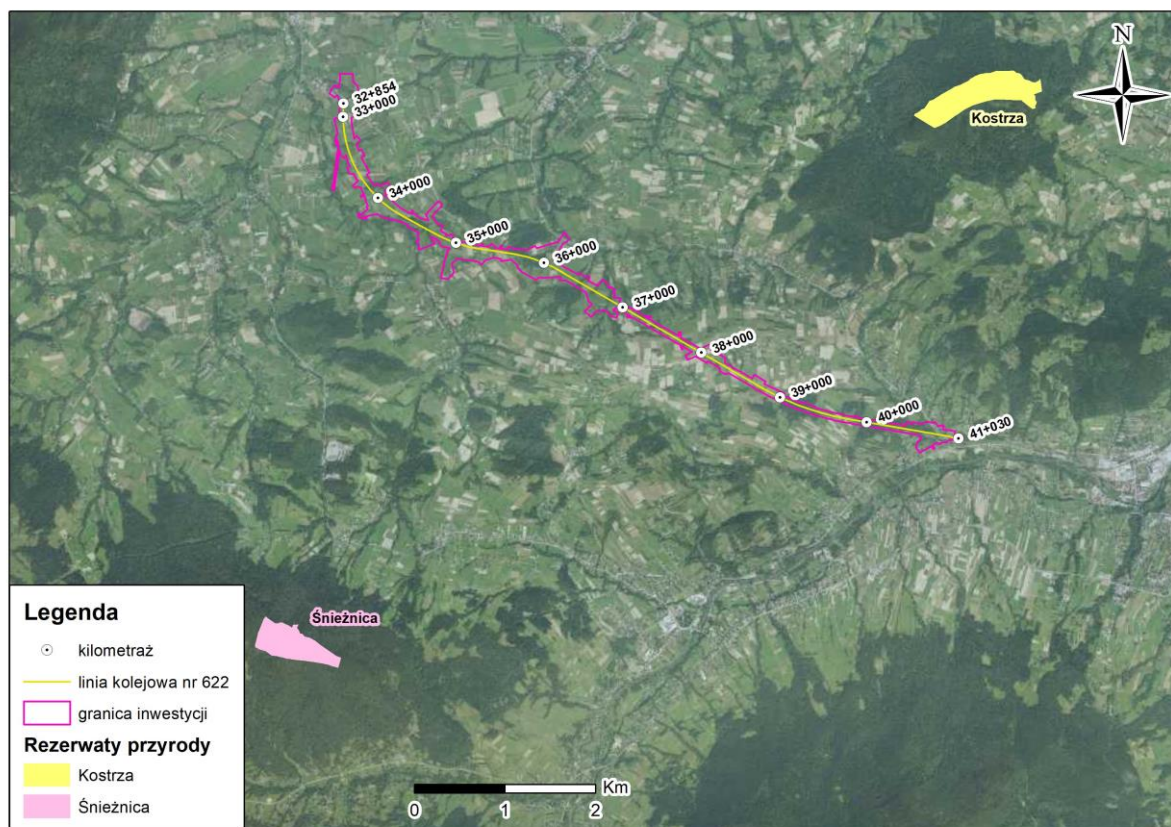 N
Kostrza
32+854
33+000
34+000
35+000
36+000
37+000
38+000
39+000
40+000
41+030
Śnieżnica
Legenda
kilometraż
linia kolejowa nr 622
granica inwestycji
Rezerwaty przyrody
Kostrza
Śnieżnica
Km
0 1 2